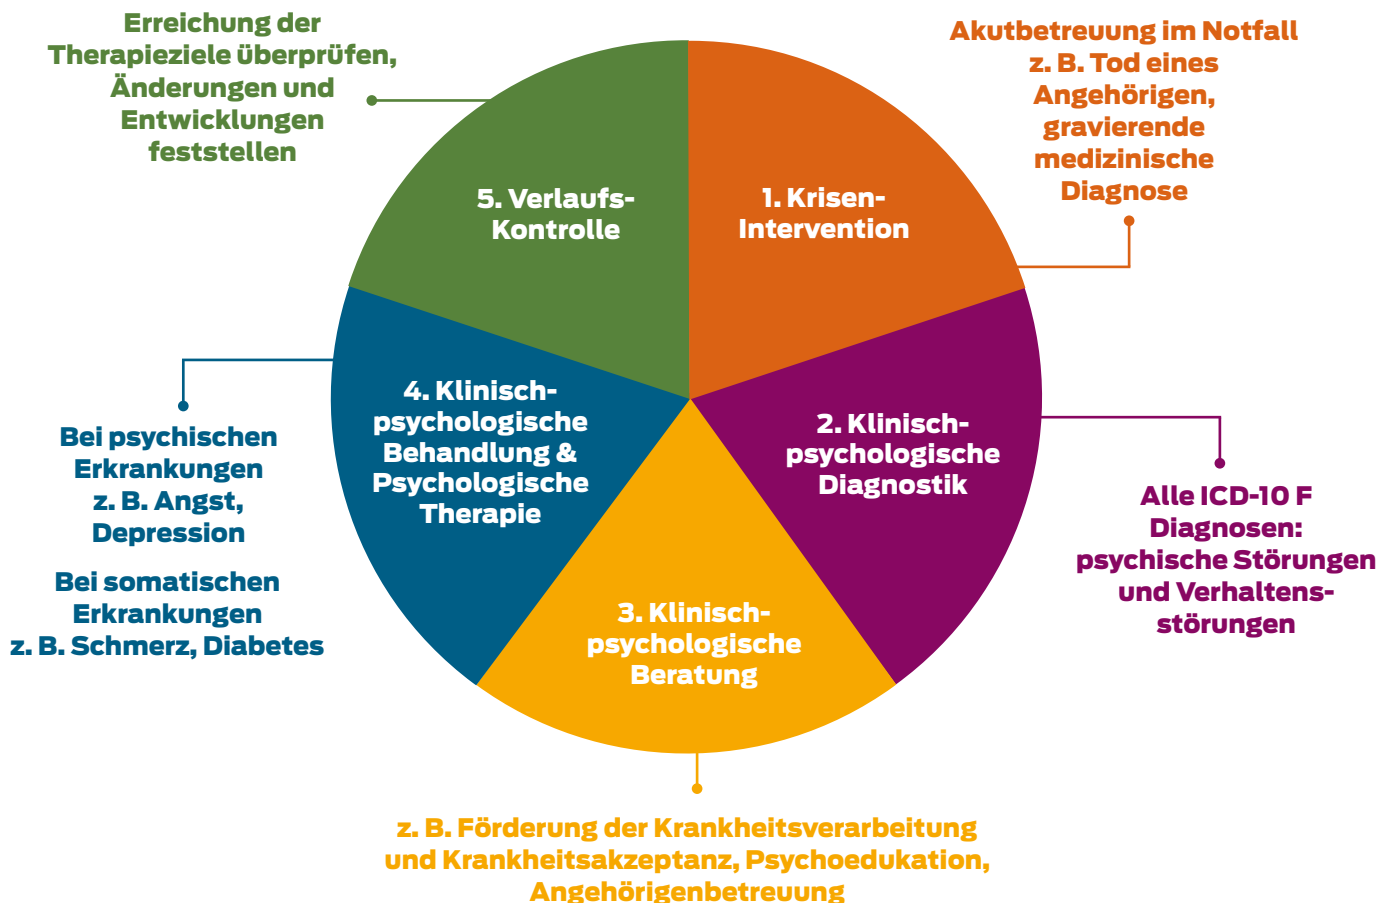 Erreichung der
Therapieziele überprüfen,
Änderungen und
Entwicklungen
feststellen
Akutbetreuung im Notfall
z. B. Tod eines
Angehörigen,
gravierende
medizinische
Diagnose
5. Verlaufs-
Kontrolle
1. Krisen-
Intervention
4. Klinisch-
psychologische
Behandlung &
Psychologische
Therapie
2. Klinisch-
psychologische
Diagnostik
Bei psychischen
Erkrankungen
z. B. Angst,
Depression
Bei somatischen
Erkrankungen
z. B. Schmerz, Diabetes
Alle ICD-10 F
Diagnosen:
psychische Störungen
und Verhaltens-
störungen
3. Klinisch-
psychologische
Beratung
z. B. Förderung der Krankheitsverarbeitung
und Krankheitsakzeptanz, Psychoedukation,
Angehörigenbetreuung